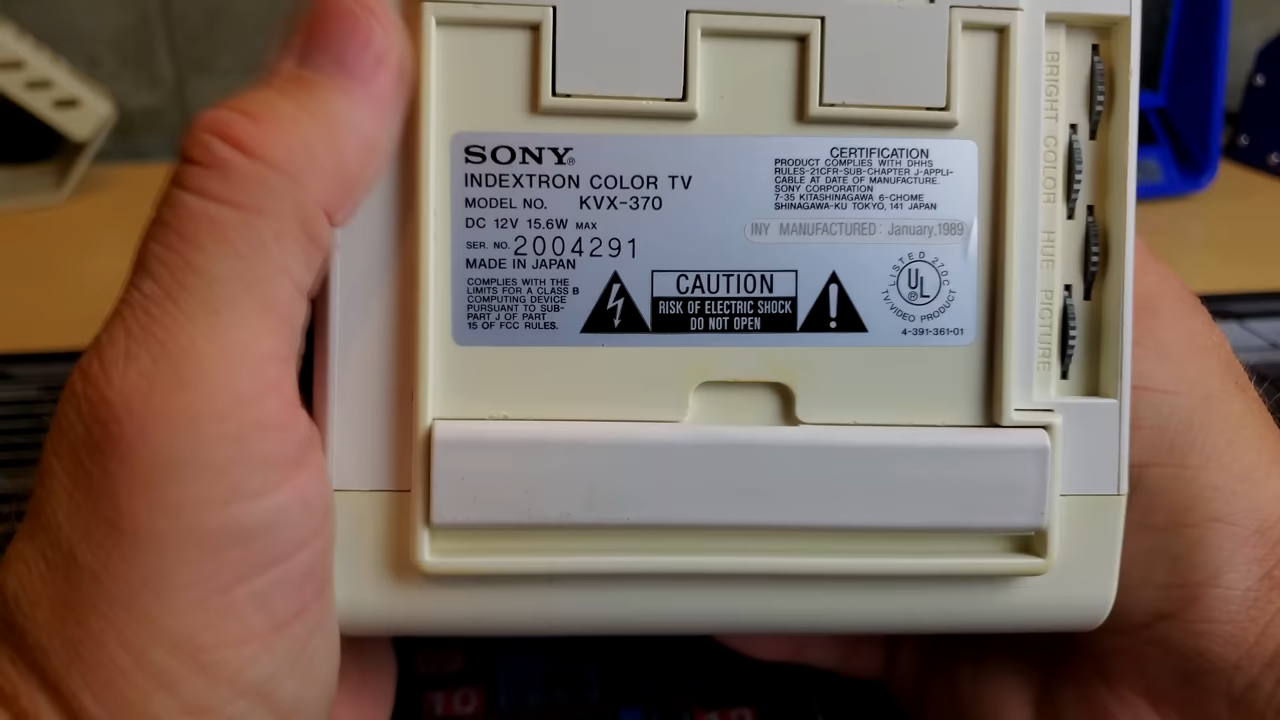 SONY®
INDEXTRON COLOR TV
MODEL NO. KVX-370
DC 12V 15.6W MAX
SER. NO. 2004291
MADE IN JAPAN
COMPLIES WITH THE
LIMITS FOR A CLASS B
COMPUTING DEVICE
PURSUANT TO SUB-
PART J OF PART
15 OF FCC RULES.
CAUTION
RISK OF ELECTRIC SHOCK
DO NOT OPEN
CERTIFICATION
PRODUCT COMPLIES WITH DHHS
RULES-21CFR-SUB-CHAPTER J-APPLI-
CABLE AT DATE OF MANUFACTURE.
SONY CORPORATION
7-35 KITASHINAGAWA 6-CHOME
SHINAGAWA-KU TOKYO, 141 JAPAN
INY MANUFACTURED: January,1989
LISTED 270C
UL
TV/VIDEO PRODUCT
4-391-361-01
BRIGHT COLOR HUE PICTURE
10